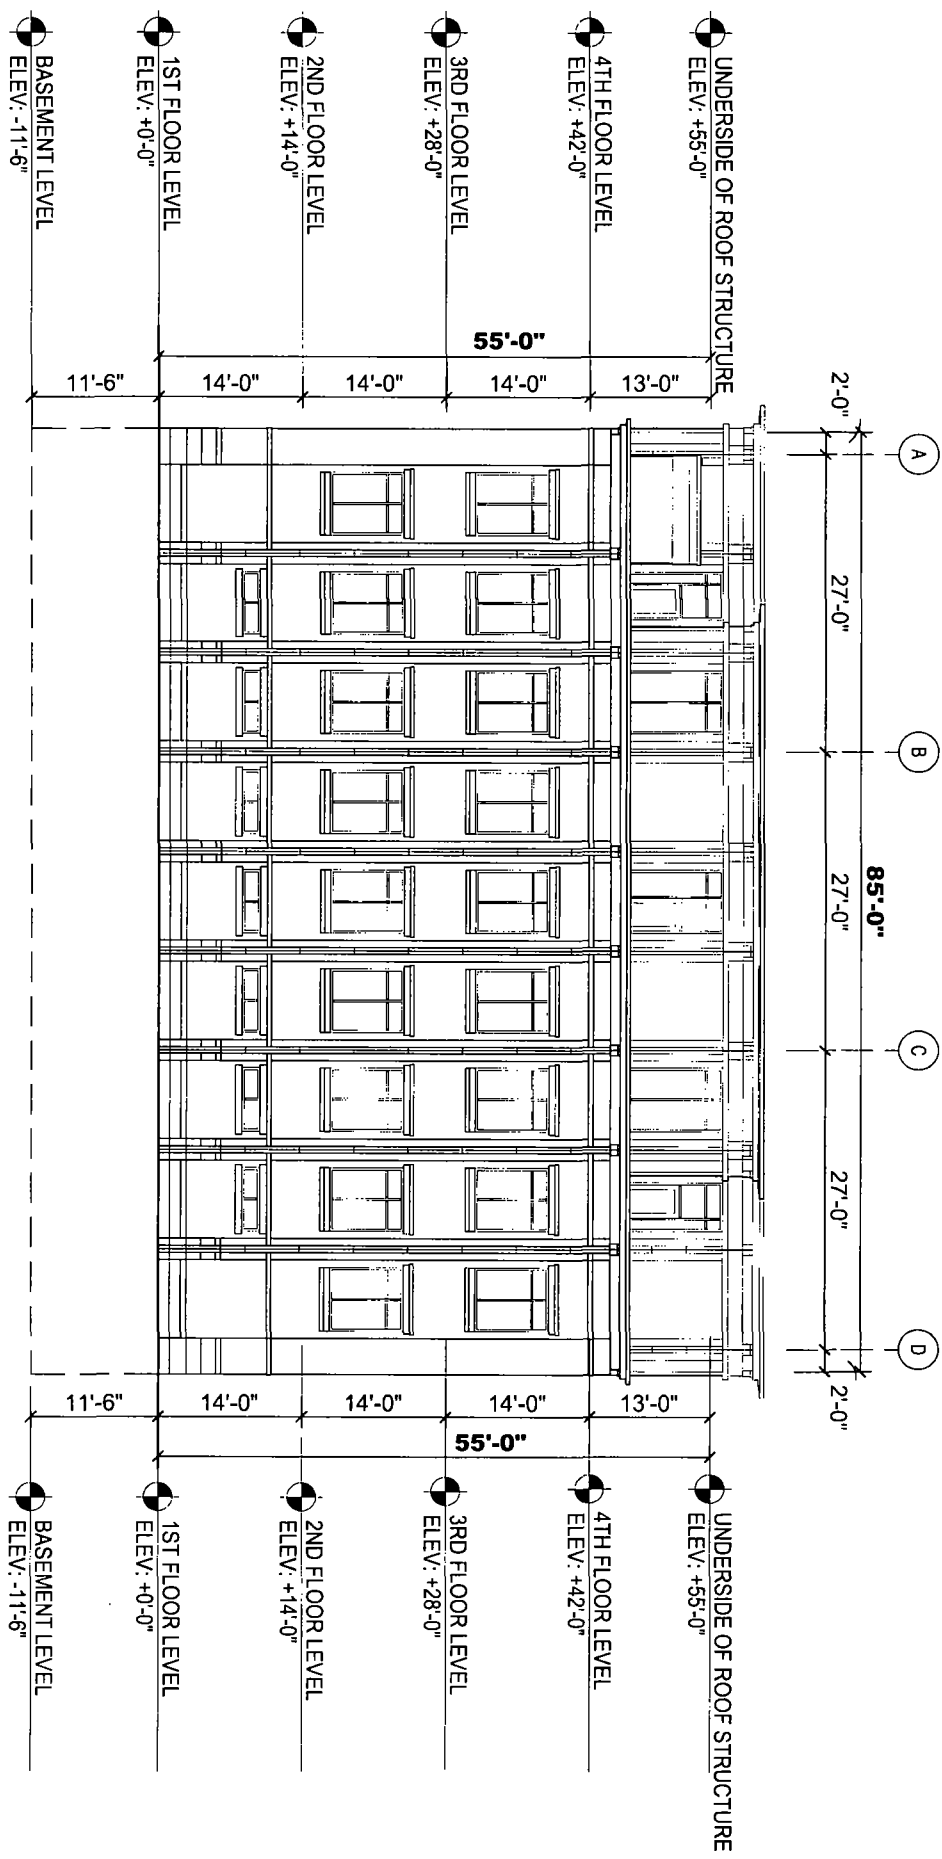 A
B
C
D
85'-0"
2'-0"
27'-0"
27'-0"
27'-0"
2'-0"
UNDERSIDE OF ROOF STRUCTURE
ELEV: +55'-0"
4TH FLOOR LEVEL
ELEV: +42'-0"
3RD FLOOR LEVEL
ELEV: +28'-0"
2ND FLOOR LEVEL
ELEV: +14'-0"
1ST FLOOR LEVEL
ELEV: +0'-0"
BASEMENT LEVEL
ELEV: -11'-6"
55'-0"
13'-0"
14'-0"
14'-0"
14'-0"
11'-6"
13'-0"
14'-0"
14'-0"
14'-0"
11'-6"
55'-0"
UNDERSIDE OF ROOF STRUCTURE
ELEV: +55'-0"
4TH FLOOR LEVEL
ELEV: +42'-0"
3RD FLOOR LEVEL
ELEV: +28'-0"
2ND FLOOR LEVEL
ELEV: +14'-0"
1ST FLOOR LEVEL
ELEV: +0'-0"
BASEMENT LEVEL
ELEV: -11'-6"